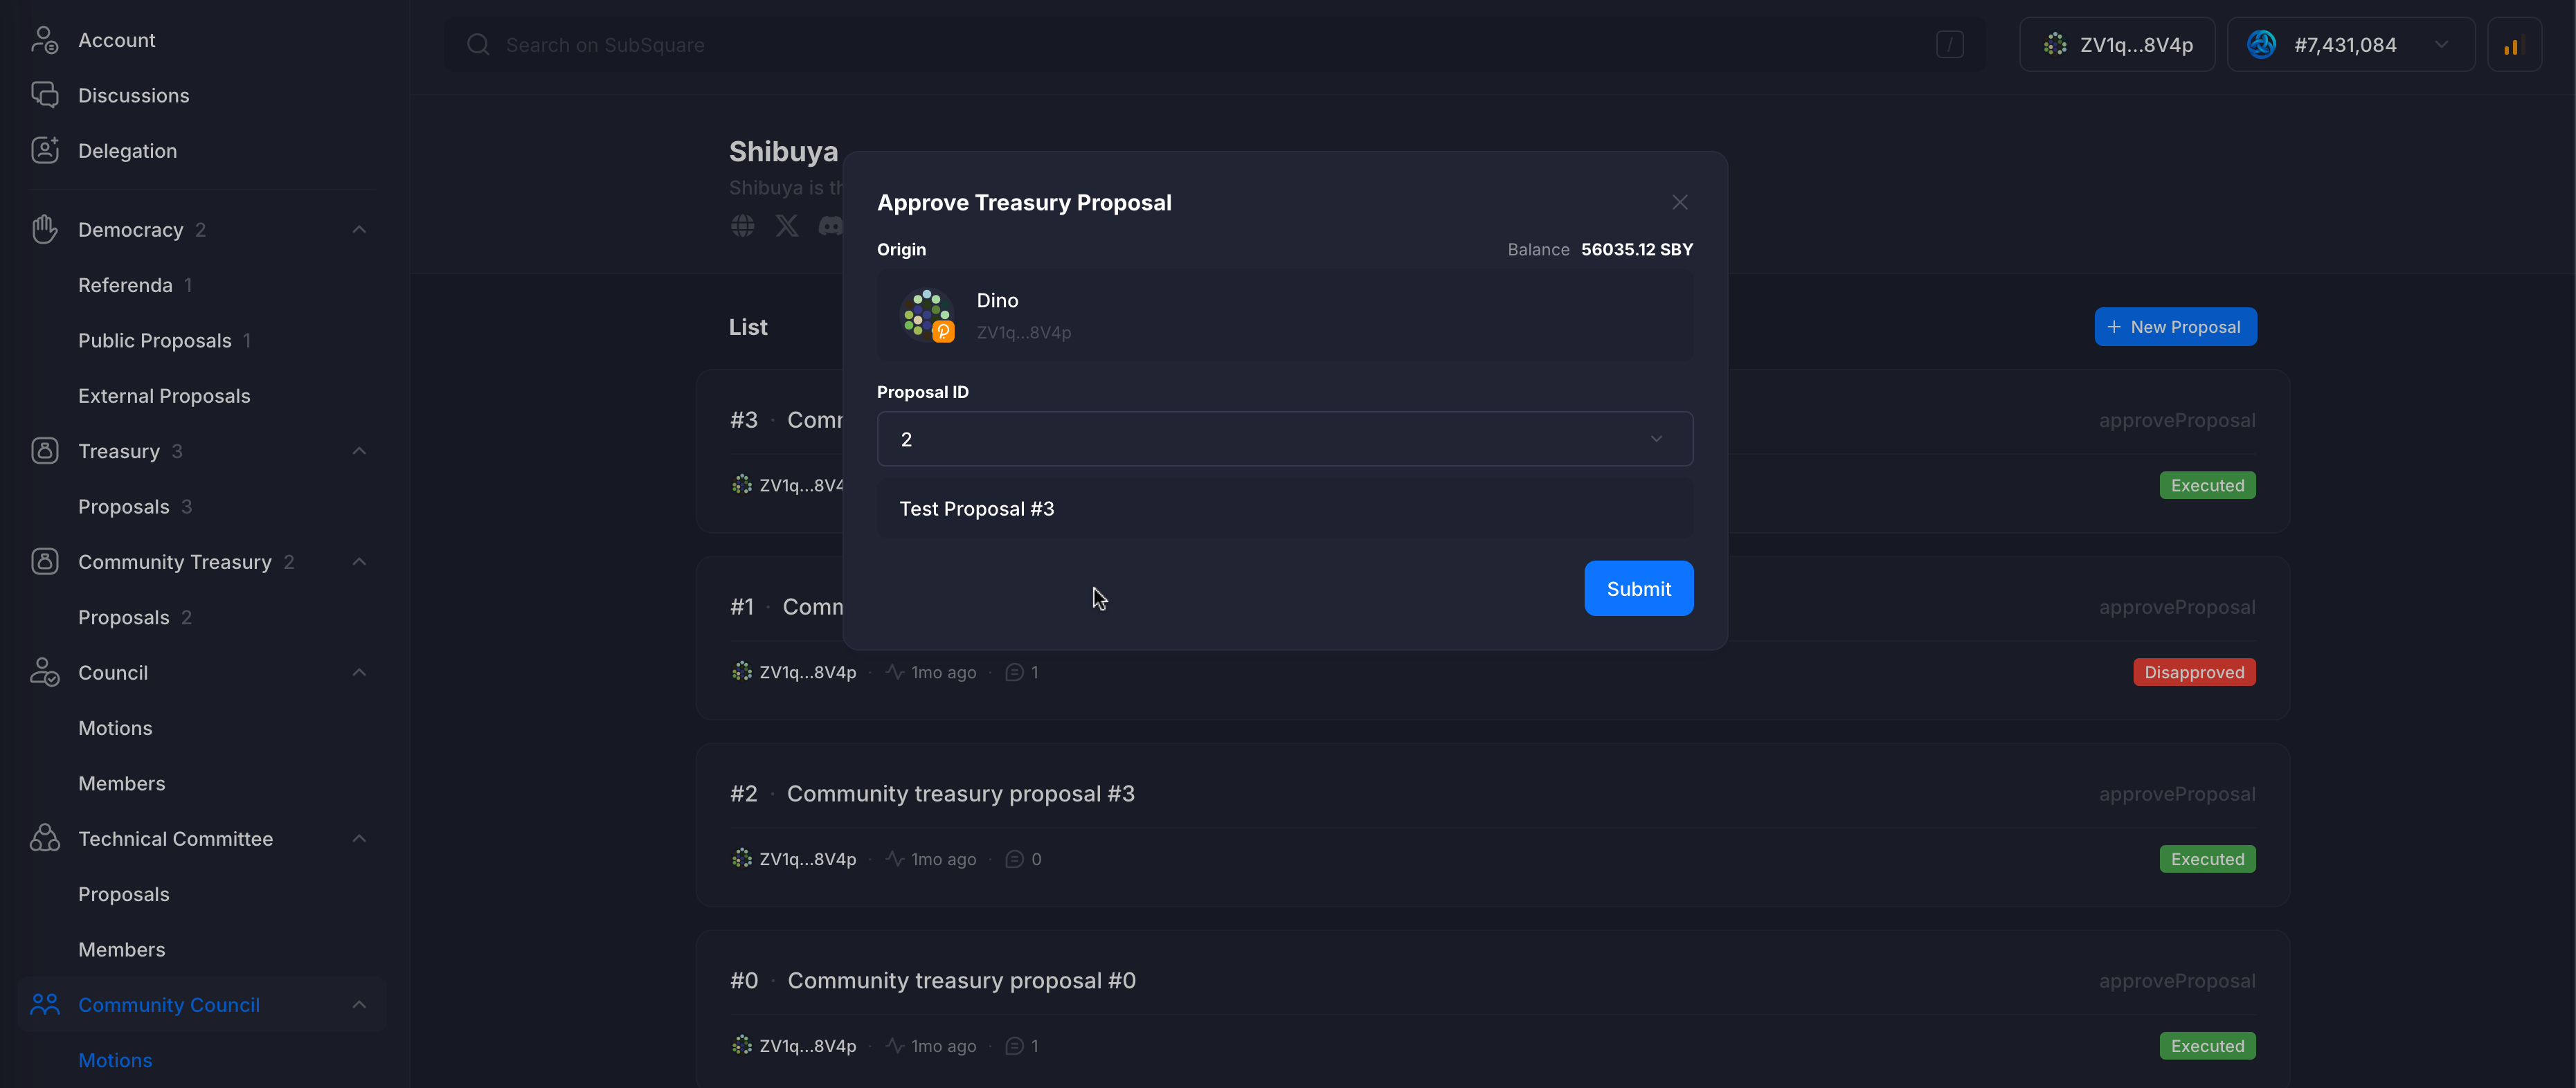 Account
Discussions
Delegation
Democracy 2
Referenda 1
Public Proposals 1
External Proposals
Treasury 3
Proposals 3
Community Treasury 2
Proposals 2
Council
Motions
Members
Technical Committee
Proposals
Members
Community Council
Motions
Search on SubSquare
/
ZV1q...8V4p
#7,431,084
Shibuya
Shibuya is
Approve Treasury Proposal
Origin
Balance 56035.12 SBY
Dino
ZV1q...8V4p
Proposal ID
2
Test Proposal #3
Submit
List
+ New Proposal
#3 ·
approveProposal
Executed
#1 ·
approveProposal
ZV1q...8V4p · 1mo ago · 1
Disapproved
#2 · Community treasury proposal #3
approveProposal
ZV1q...8V4p · 1mo ago · 0
Executed
#0 · Community treasury proposal #0
approveProposal
ZV1q...8V4p · 1mo ago · 1
Executed